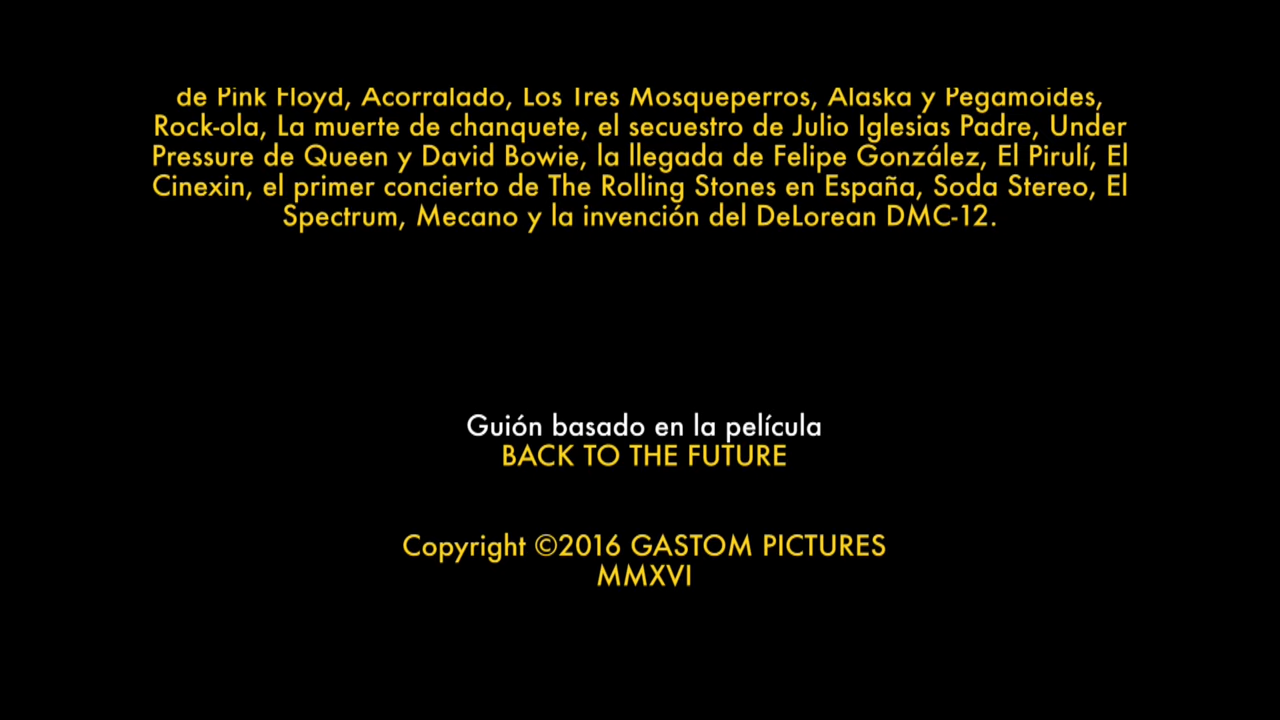 de Pink Floyd, Acorralado, Los Tres Mosqueperros, Alaska y Pegamoides,
Rock-ola, La muerte de chanquete, el secuestro de Julio Iglesias Padre, Under
Pressure de Queen y David Bowie, la llegada de Felipe González, El Pirulí, El
Cinexin, el primer concierto de The Rolling Stones en España, Soda Stereo, El
Spectrum, Mecano y la invención del DeLorean DMC-12.
Guión basado en la película
BACK TO THE FUTURE
Copyright ©2016 GASTOM PICTURES
MMXVI